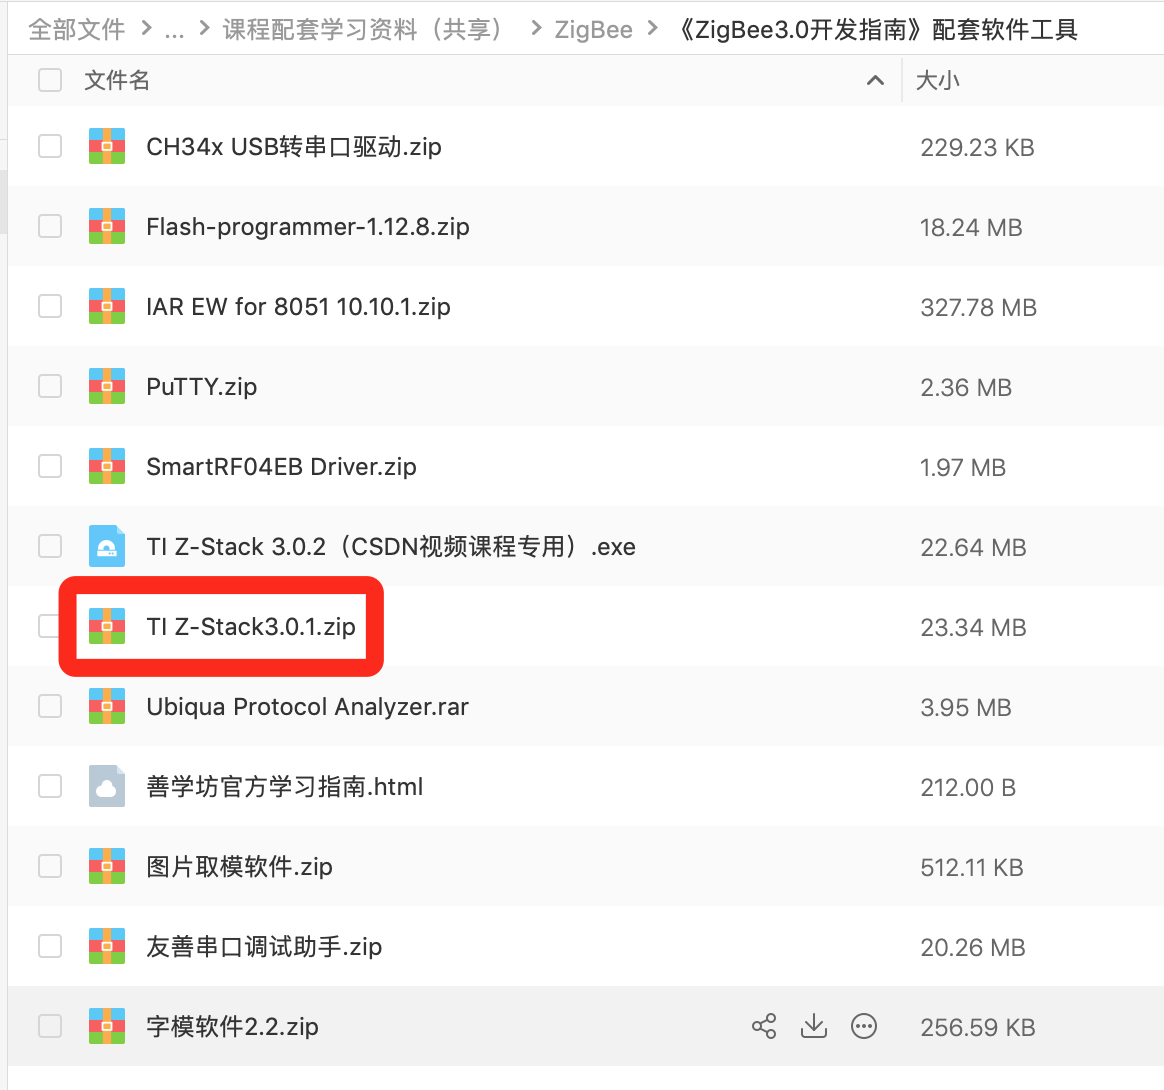 全部文件 > ... > 课程配套学习资料（共享） > ZigBee > 《ZigBee3.0开发指南》配套软件工具
文件名 大小
CH34x USB转串口驱动.zip 229.23 KB
Flash-programmer-1.12.8.zip 18.24 MB
IAR EW for 8051 10.10.1.zip 327.78 MB
PuTTY.zip 2.36 MB
SmartRF04EB Driver.zip 1.97 MB
TI Z-Stack 3.0.2（CSDN视频课程专用）.exe 22.64 MB
TI Z-Stack3.0.1.zip 23.34 MB
Ubiqua Protocol Analyzer.rar 3.95 MB
善学坊官方学习指南.html 212.00 B
图片取模软件.zip 512.11 KB
友善串口调试助手.zip 20.26 MB
字模软件2.2.zip 256.59 KB